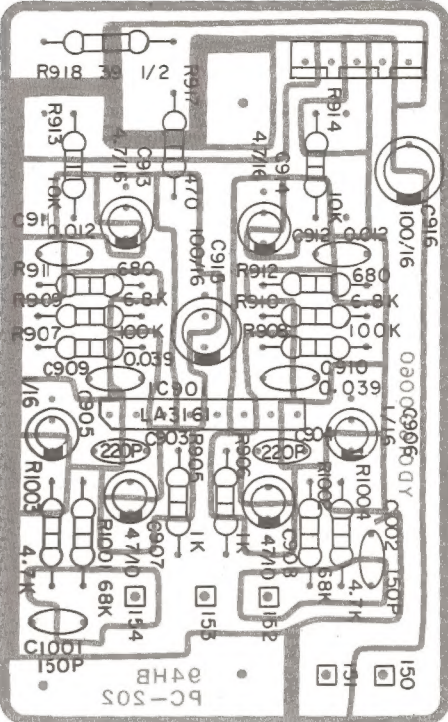 R918 39 1/2
R917
R913
R914
4.7/16
C913
4.7/16
C914
10K
470
10K
C916
100/16
C911
0.012
C912 0.012
100/16
C915
R911
680
R912
680
R909
6.8K
R910
6.8K
R907
100K
R908
100K
0.039
C909
C910
0.039
IC901
LA3161
1/16
C905
1/16
C906
220P
C903
220P
R905
R906
R1003
R1004
R1001
1K
1K
47/10
C907
47/10
C908
68K
68K
4.7K
4.7K
C1002 150P
C1001
150P
154
153
152
151
150
94HB
PC-202